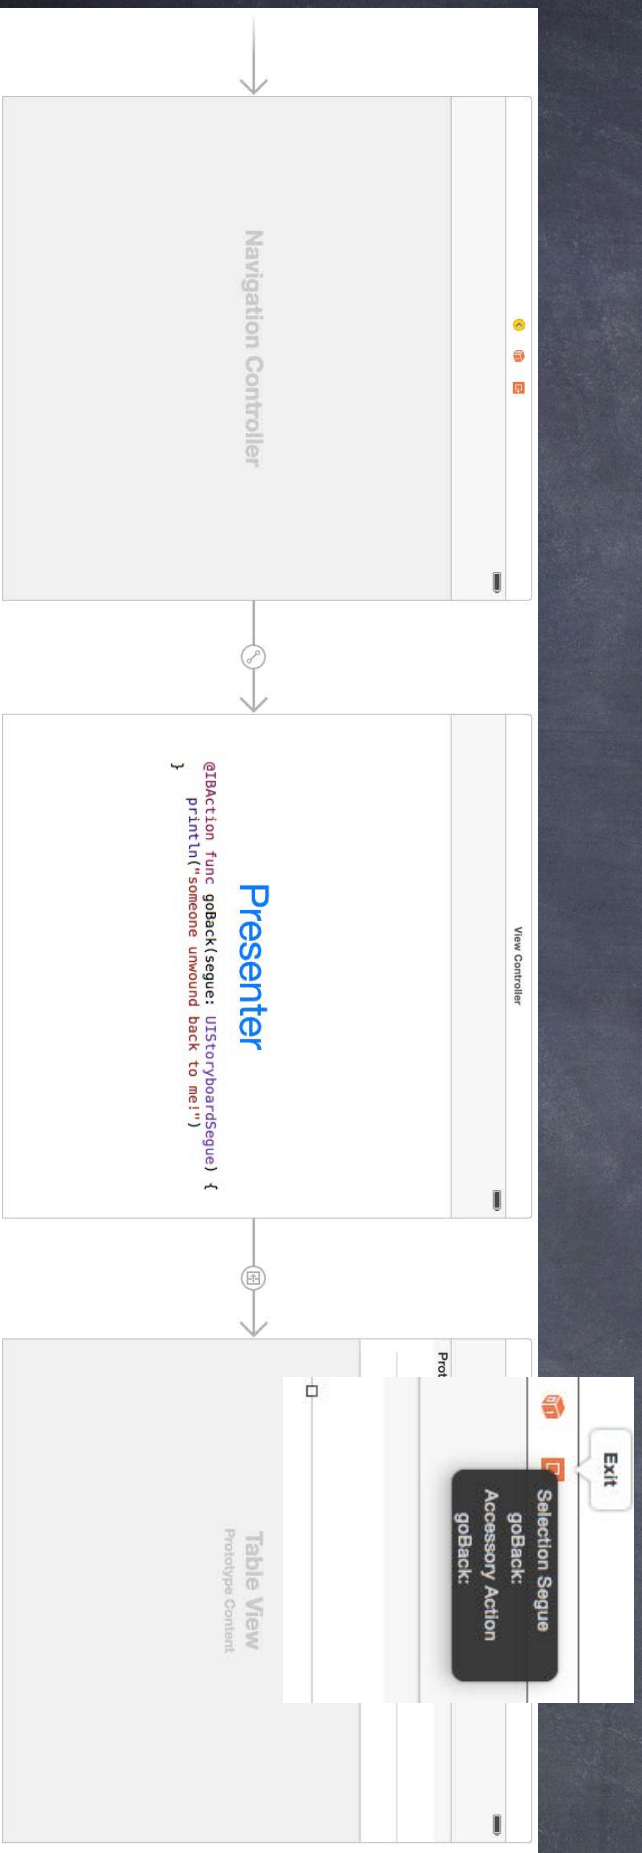 Navigation Controller
View Controller
Presenter
@IBAction func goBack(segue: UIStoryboardSegue) {
println("someone unwound back to me!")
}
Exit
Selection Segue
goBack:
Accessory Action
goBack:
Prot
Table View
Prototype Content